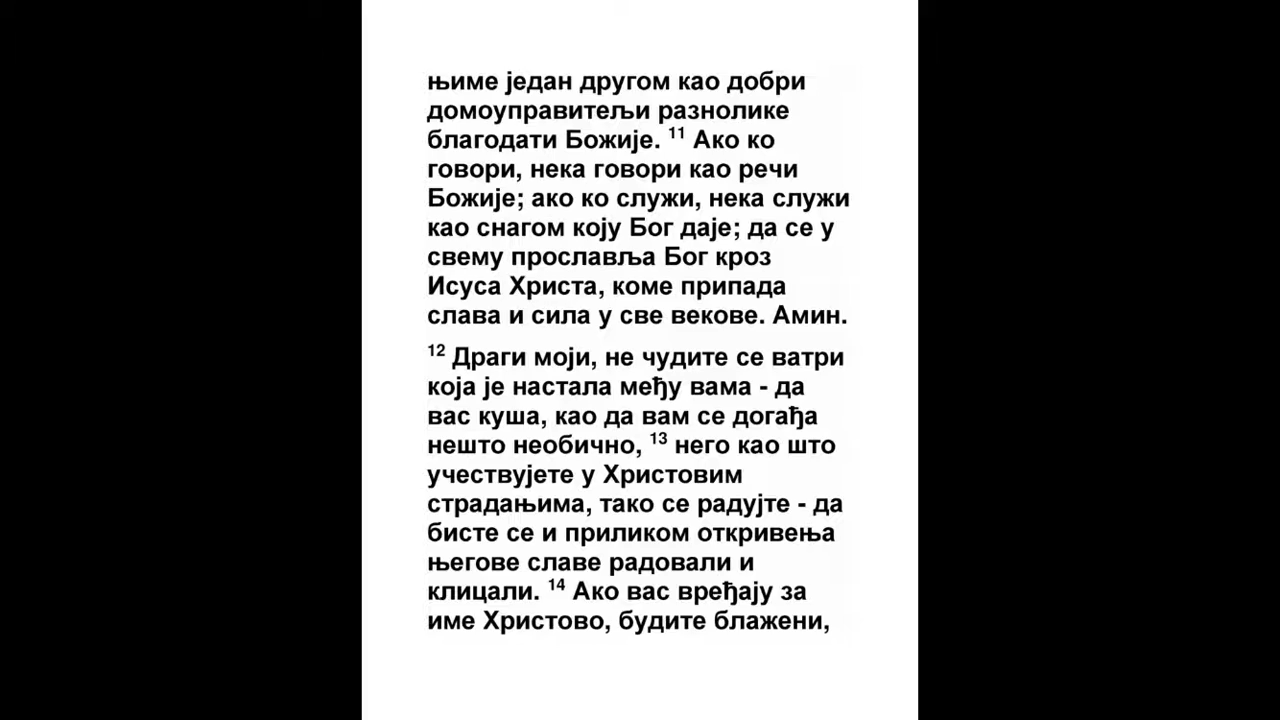 њиме један другом као добри
домоуправитељи разнолике
благодати Божије. 11 Ако ко
говори, нека говори као речи
Божије; ако ко служи, нека служи
као снагом коју Бог даје; да се у
свему прославља Бог кроз
Исуса Христа, коме припада
слава и сила у све векове. Амин.
12 Драги моји, не чудите се ватри
која је настала међу вама - да
вас куша, као да вам се догађа
нешто необично, 13 него као што
учествујете у Христовим
страдањима, тако се радујте - да
бисте се и приликом откривења
његове славе радовали и
клицали. 14 Ако вас вређају за
име Христово, будите блажени,